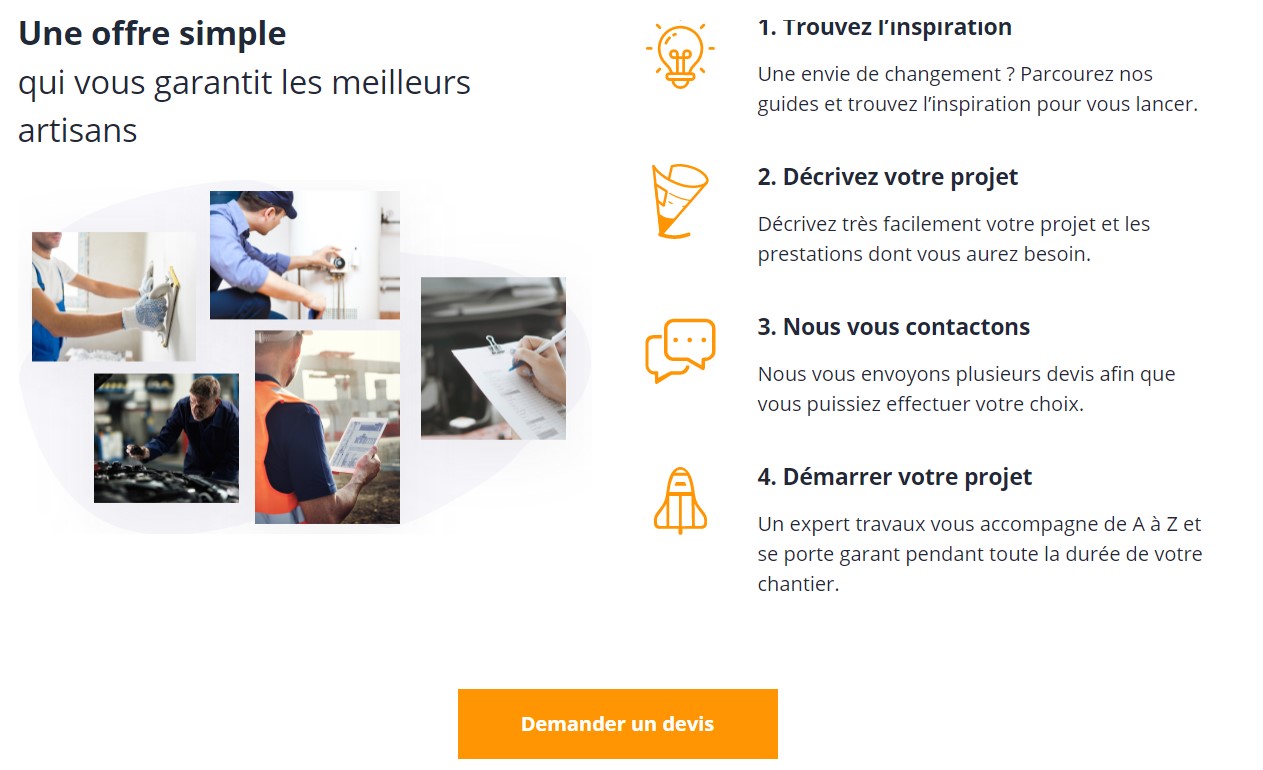 Une offre simple
qui vous garantit les meilleurs
artisans
1. Trouvez l’inspiration
Une envie de changement ? Parcourez nos
guides et trouvez l’inspiration pour vous lancer.
2. Décrivez votre projet
Décrivez très facilement votre projet et les
prestations dont vous aurez besoin.
3. Nous vous contactons
Nous vous envoyons plusieurs devis afin que
vous puissiez effectuer votre choix.
4. Démarrer votre projet
Un expert travaux vous accompagne de A à Z et
se porte garant pendant toute la durée de votre
chantier.
Demander un devis